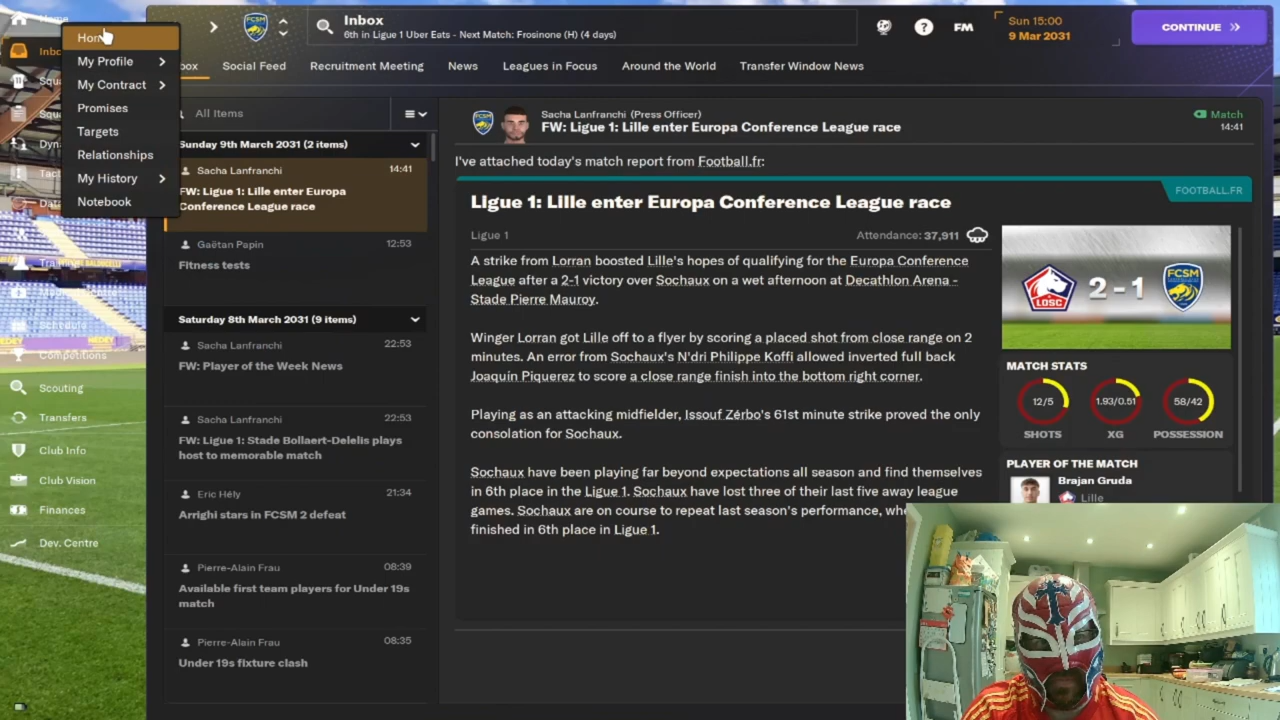 Home
Inbox
6th in Ligue 1 Uber Eats - Next Match: Frosinone (H) (4 days)
FM
Sun 15:00
9 Mar 2031
CONTINUE
Social Feed
Recruitment Meeting
News
Leagues in Focus
Around the World
Transfer Window News
My Profile
My Contract
Promises
Targets
Relationships
My History
Notebook
Scouting
Transfers
Club Info
Club Vision
Finances
Dev. Centre
Schedule
Competitions
All Items
Sunday 9th March 2031 (2 items)
Sacha Lanfranchi 14:41
FW: Ligue 1: Lille enter Europa
Conference League race
Gaëtan Papin 12:53
Fitness tests
Saturday 8th March 2031 (9 items)
Sacha Lanfranchi 22:53
FW: Player of the Week News
Sacha Lanfranchi 22:53
FW: Ligue 1: Stade Bollaert-Delelis plays
host to memorable match
Eric Hély 21:34
Arrighi stars in FCSM 2 defeat
Pierre-Alain Frau 08:39
Available first team players for Under 19s
match
Pierre-Alain Frau 08:35
Under 19s fixture clash
Sacha Lanfranchi (Press Officer)
FW: Ligue 1: Lille enter Europa Conference League race
Match
14:41
I've attached today's match report from Football.fr:
FOOTBALL.FR
Ligue 1: Lille enter Europa Conference League race
Ligue 1
Attendance: 37,911
A strike from Lorran boosted Lille's hopes of qualifying for the Europa Conference
League after a 2-1 victory over Sochaux on a wet afternoon at Decathlon Arena -
Stade Pierre Mauroy.
Winger Lorran got Lille off to a flyer by scoring a placed shot from close range on 2
minutes. An error from Sochaux's N'dri Philippe Koffi allowed inverted full back
Joaquin Piquerez to score a close range finish into the bottom right corner.
Playing as an attacking midfielder, Issouf Zérbo's 61st minute strike proved the only
consolation for Sochaux.
Sochaux have been playing far beyond expectations all season and find themselves
in 6th place in the Ligue 1. Sochaux have lost three of their last five away league
games. Sochaux are on course to repeat last season's performance,
finished in 6th place in Ligue 1.
LOSC
2 - 1
FCSM
MATCH STATS
12/5
1.93/0.51
58/42
SHOTS
XG
POSSESSION
PLAYER OF THE MATCH
Brajan Gruda
Lille